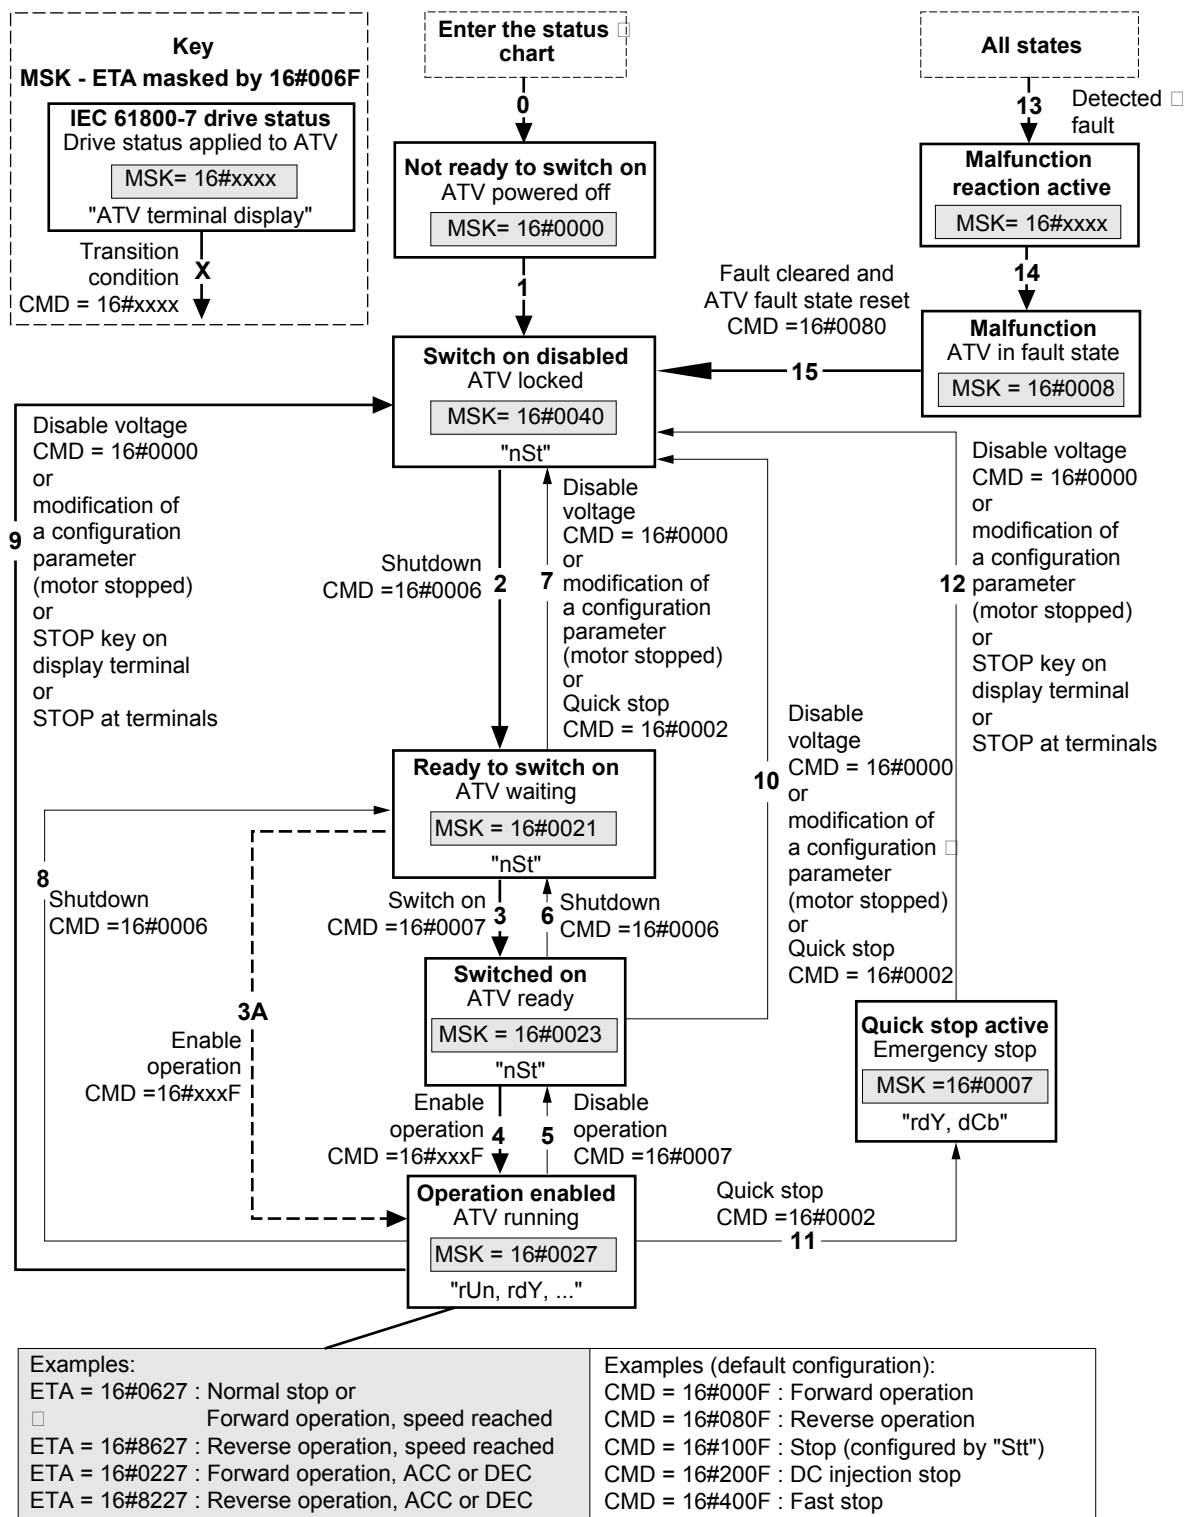 Key
MSK - ETA masked by 16#006F
IEC 61800-7 drive status
Drive status applied to ATV
MSK= 16#xxxx
"ATV terminal display"
Transition
condition
X
CMD = 16#xxxx
Enter the status
chart
0
Not ready to switch on
ATV powered off
MSK= 16#0000
1
All states
13
Detected
fault
Malfunction
reaction active
MSK= 16#xxxx
14
Fault cleared and
ATV fault state reset
CMD =16#0080
15
Malfunction
ATV in fault state
MSK = 16#0008
Switch on disabled
ATV locked
MSK= 16#0040
"nSt"
9
Disable voltage
CMD = 16#0000
or
modification of
a configuration
parameter
(motor stopped)
or
STOP key on
display terminal
or
STOP at terminals
Shutdown
CMD =16#0006
2
7
Disable
voltage
CMD = 16#0000
or
modification of
a configuration
parameter
(motor stopped)
or
Quick stop
CMD = 16#0002
12
Disable voltage
CMD = 16#0000
or
modification of
a configuration
parameter
(motor stopped)
or
STOP key on
display terminal
or
STOP at terminals
10
Disable
voltage
CMD = 16#0000
or
modification of
a configuration
parameter
(motor stopped)
or
Quick stop
CMD = 16#0002
Ready to switch on
ATV waiting
MSK = 16#0021
"nSt"
8
Shutdown
CMD =16#0006
Switch on
CMD =16#0007
3
6
Shutdown
CMD =16#0006
3A
Enable
operation
CMD =16#xxxF
Switched on
ATV ready
MSK = 16#0023
"nSt"
Quick stop active
Emergency stop
MSK =16#0007
"rdY, dCb"
Enable
operation
CMD =16#xxxF
4
5
Disable
operation
CMD =16#0007
Operation enabled
ATV running
MSK = 16#0027
"rUn, rdY, ..."
Quick stop
CMD =16#0002
11
Examples:
ETA = 16#0627 : Normal stop or
Forward operation, speed reached
ETA = 16#8627 : Reverse operation, speed reached
ETA = 16#0227 : Forward operation, ACC or DEC
ETA = 16#8227 : Reverse operation, ACC or DEC
Examples (default configuration):
CMD = 16#000F : Forward operation
CMD = 16#080F : Reverse operation
CMD = 16#100F : Stop (configured by "Stt")
CMD = 16#200F : DC injection stop
CMD = 16#400F : Fast stop